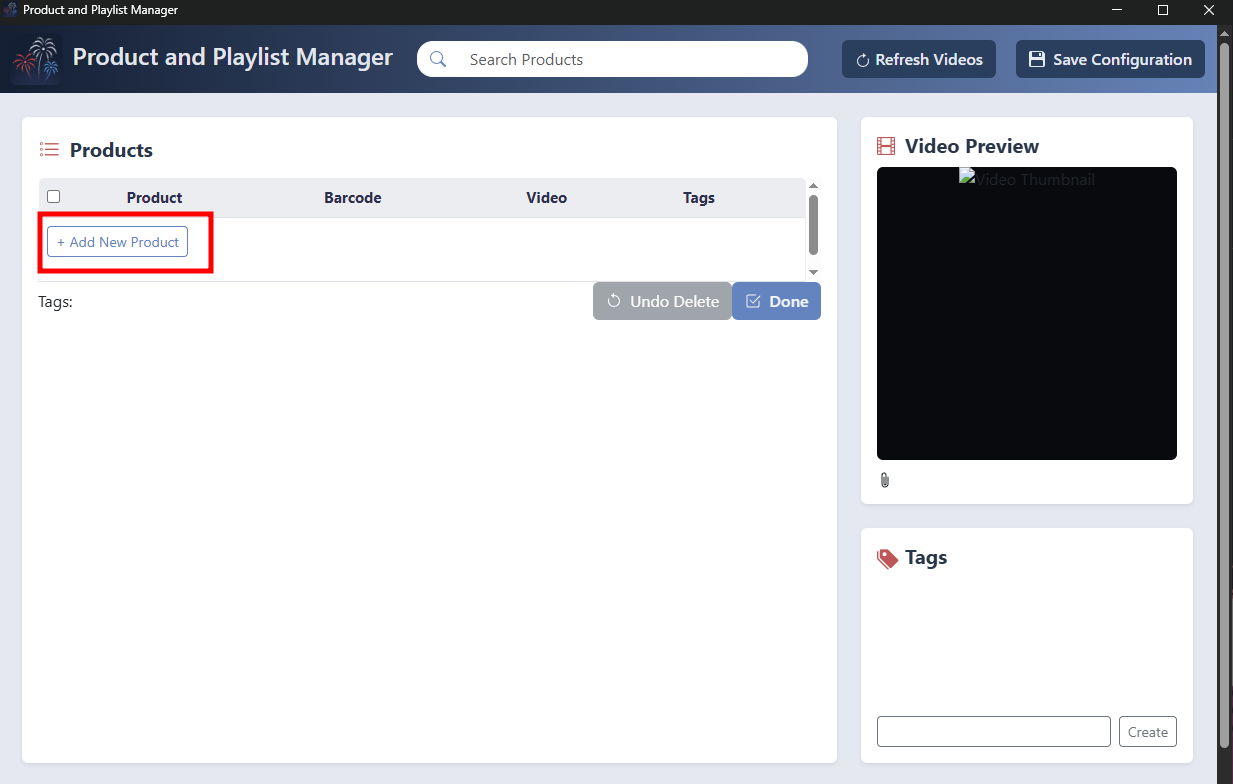 Product and Playlist Manager
Product and Playlist Manager
Search Products
Refresh Videos
Save Configuration
Products
Product Barcode Video Tags
+ Add New Product
Tags:
Undo Delete
Done
Video Preview
Video Thumbnail
Tags
Create